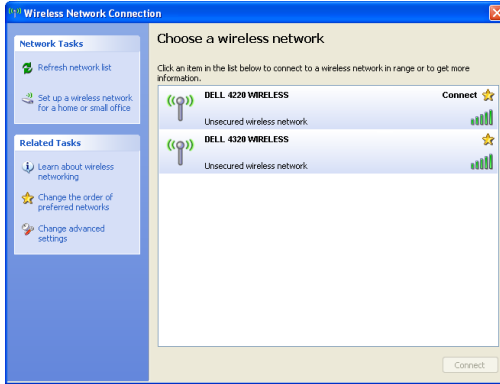 Wireless Network Connection
Network Tasks
Refresh network list
Set up a wireless network
for a home or small office
Related Tasks
Learn about wireless
networking
Change the order of
preferred networks
Change advanced
settings
Choose a wireless network
Click an item in the list below to connect to a wireless network in range or to get more
information.
DELL 4220 WIRELESS
Connect
Unsecured wireless network
DELL 4320 WIRELESS
Unsecured wireless network
Connect